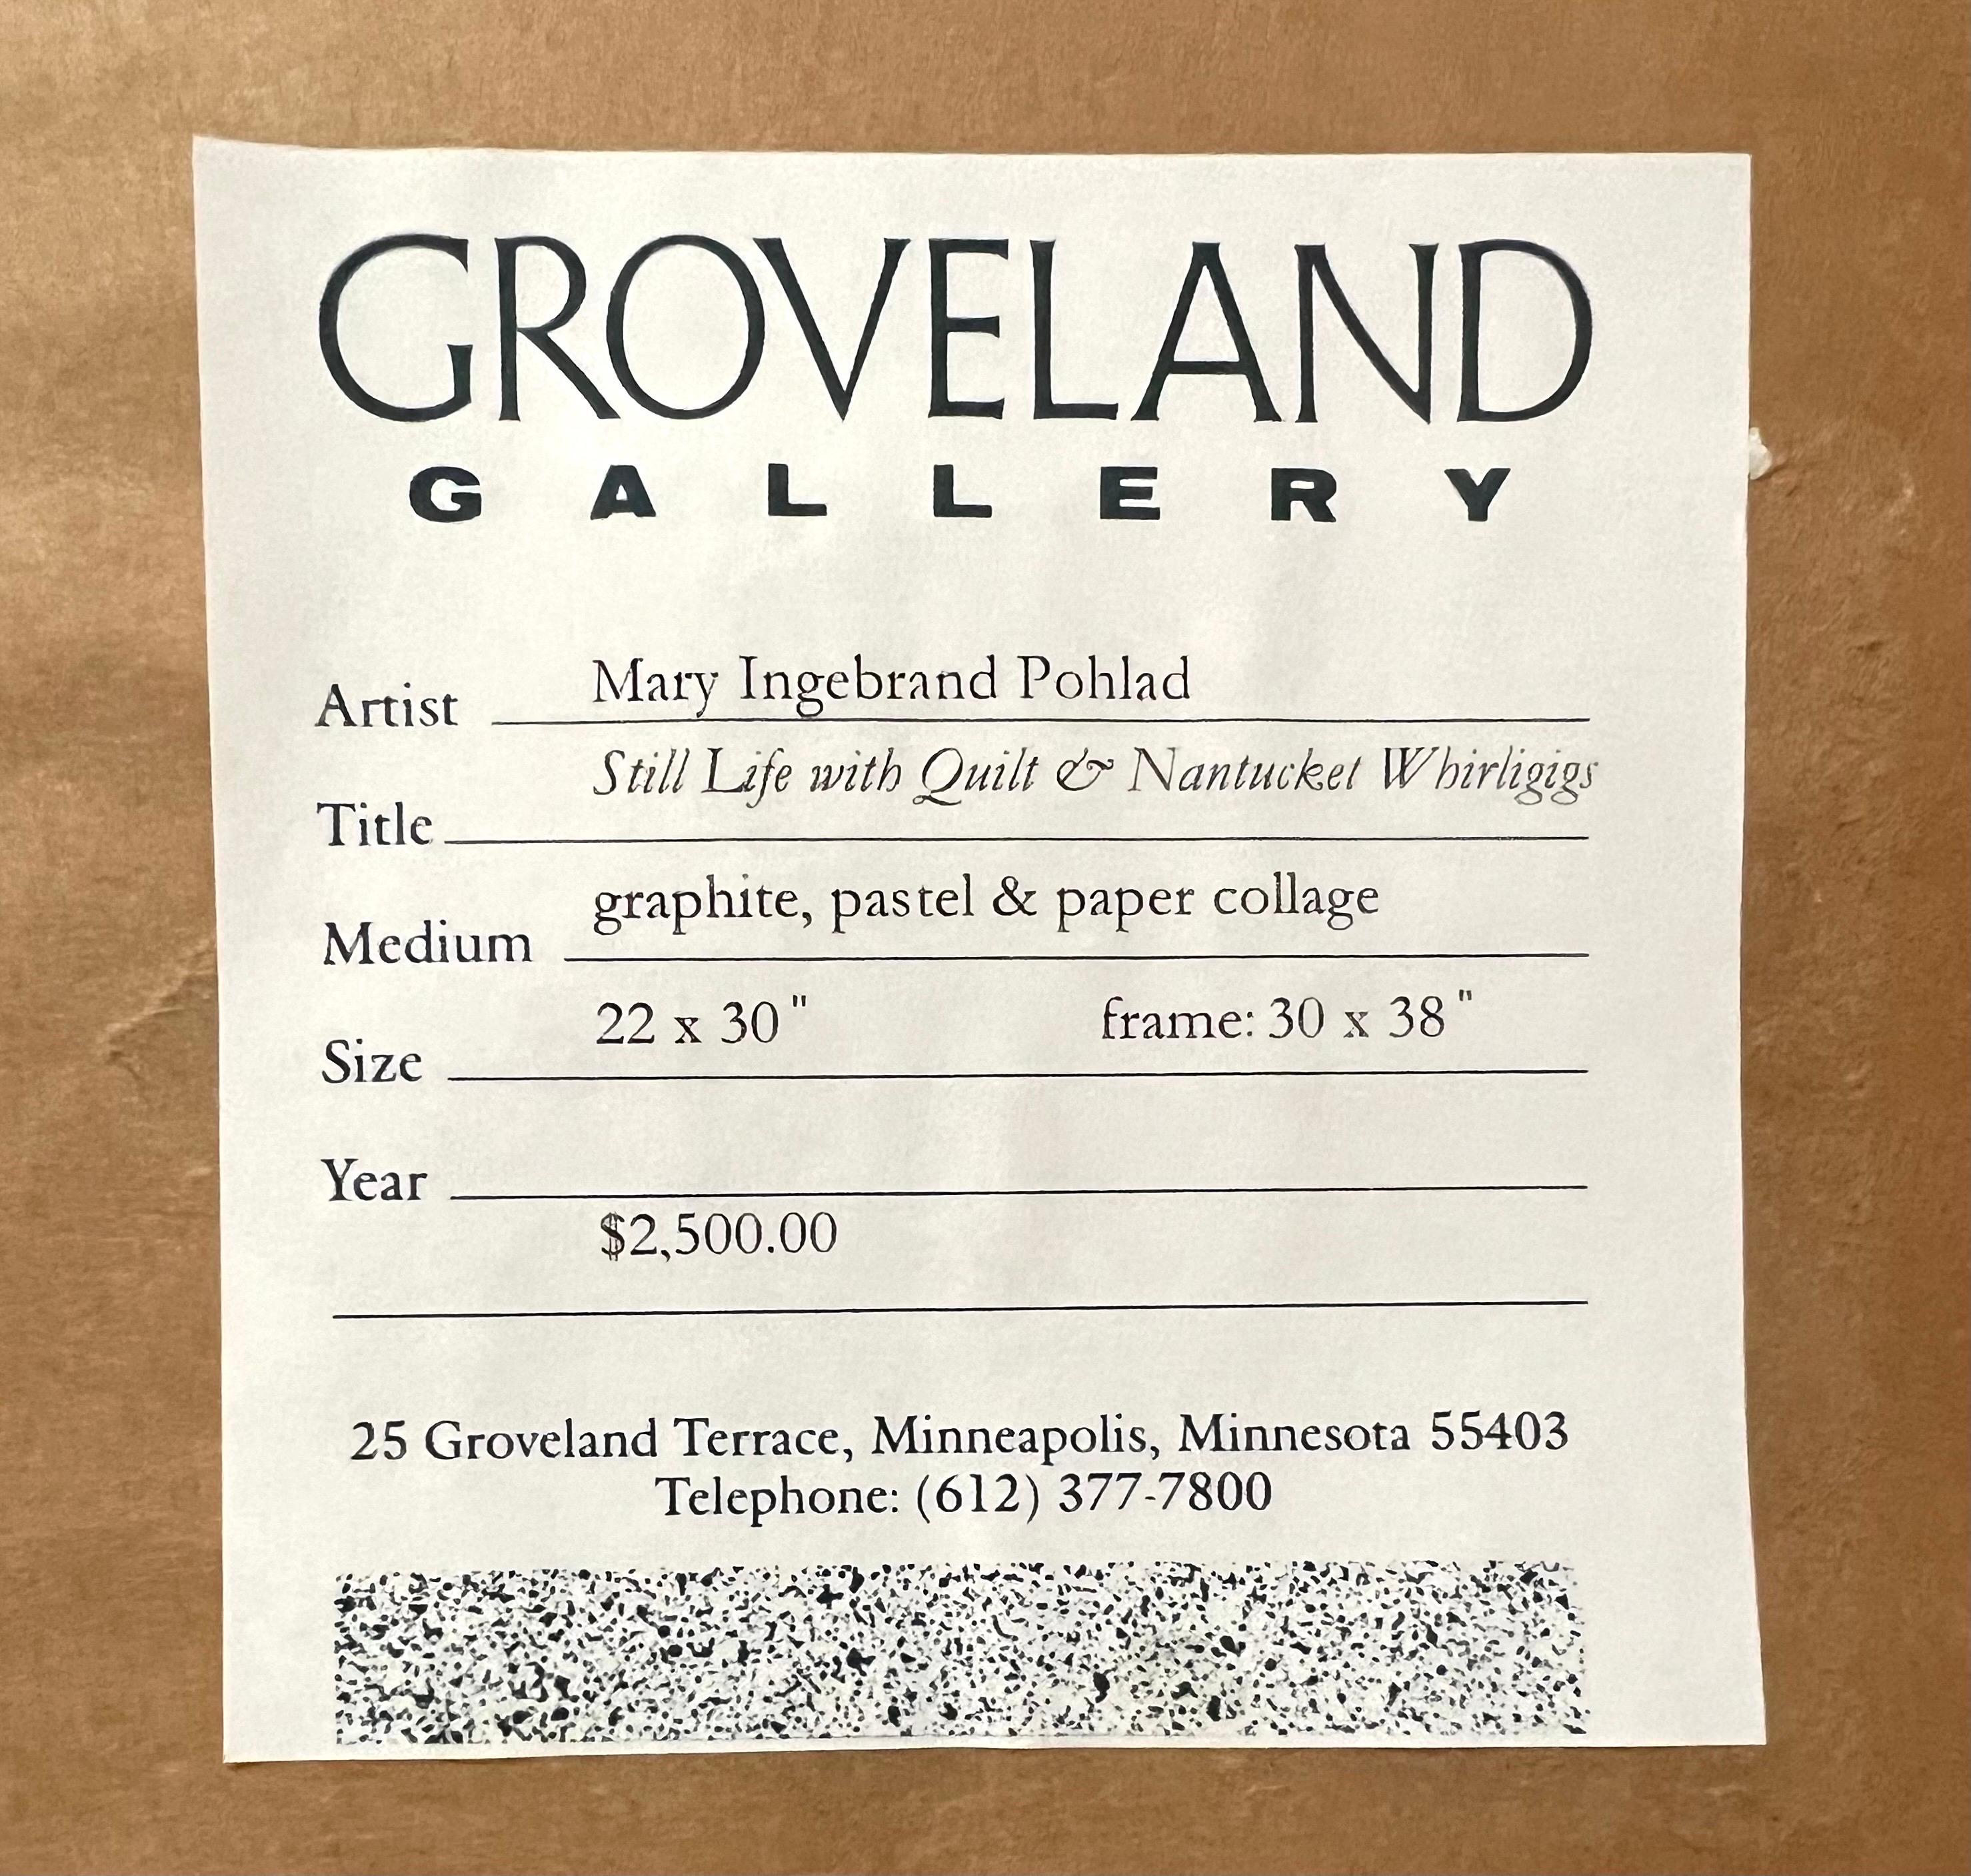 GROVELAND
GALLERY
Artist Mary Ingebrand Pohlad
Title Still Life with Quilt & Nantucket Whirligigs
Medium graphite, pastel & paper collage
Size 22 x 30" frame: 30 x 38"
Year
$2,500.00
25 Groveland Terrace, Minneapolis, Minnesota 55403
Telephone: (612) 377-7800